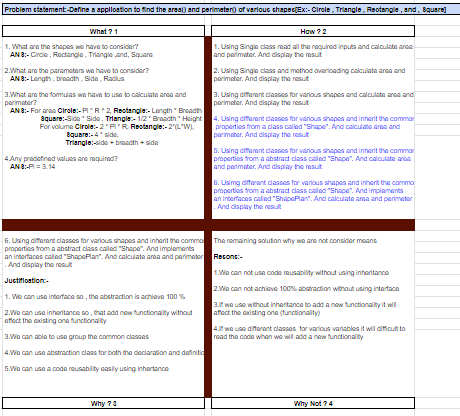 Problem statement:-Define a application to find the area() and perimeter() of various shapes[Ex:- Circle , Triangle , Rectangle , and , Square]
What ? 1
1. What are the shapes we have to consider?
ANS:- Circle , Rectangle , Triangle ,and, Square
2.What are the parameters we have to consider?
ANS:- Length , breadth , Side , Radius
3.What are the formulas we have to use to calculate area and
perimeter?
ANS:- For area Circle:- PI * R ^ 2, Reotangle:- Length * Breadth
Square:-Side * Side , Triangle:- 1/2 * Breadth * Height
For volume Circle:- 2 * PI * R, Reotangle:- 2*(L*W),
Square:- 4 * side,
Triangle:-side + breadth + side
4.Any predefined values are required?
ANS:-PI = 3.14
How ? 2
1. Using Single class read all the required inputs and calculate area
and perimeter. And display the result
2. Using Single class and method overloading calculate area and
perimeter. And display the result
3. Using different classes for various shapes and calculate area and
perimeter. And display the result
4. Using different classes for various shapes and inherit the commor
properties from a class called "Shape". And calculate area and
perimeter. And display the result
5. Using different classes for various shapes and inherit the commor
properties from a abstract class called "Shape". And calculate area
and perimeter. And display the result
6. Using different classes for various shapes and inherit the commo
properties from a abstract class called "Shape". And implements
an interfaces called "ShapePlan". And calculate area and perimeter
. And display the result
6. Using different classes for various shapes and inherit the commo
properties from a abstract class called "Shape". And implements
an interfaces called "ShapePlan". And calculate area and perimeter
. And display the result
Justification:-
1. We can use interface so , the abstraction is achieve 100 %
2.We can use inheritance so , that add new functionality without
effect the existing one functionality
3.We can able to use group the common classes
4.We can use abstraction class for both the declaration and definitio
5.We can use a code reusability easily using inheritance
Why ? 3
The remaining solution why we are not consider means
Resons:-
1.We can not use code reusability without using inheritance
2.We can not achieve 100% abstraction without using interface
3.If we use without inheritance to add a new functionality it will
affect the existing one (functionality)
4.If we use different classes for various variables it will difficult to
read the code when we will add a new functionality
Why Not ? 4